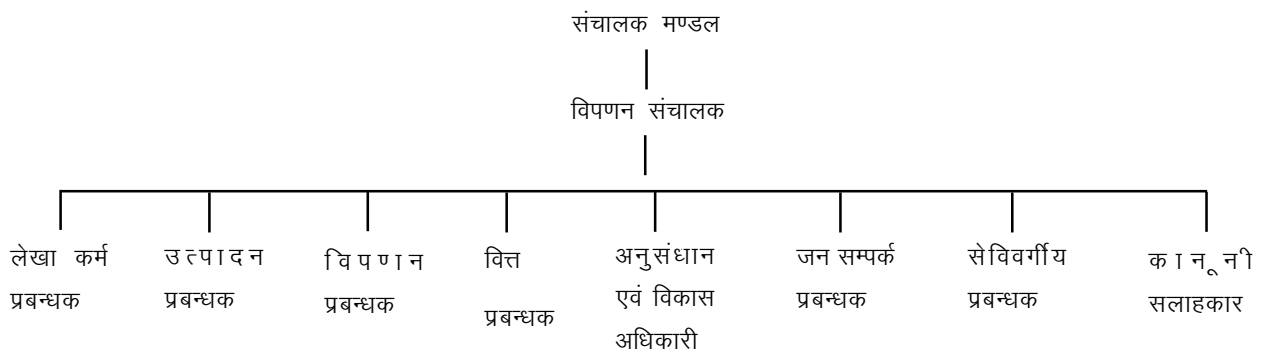 संचालक मण्डल
विपणन संचालक
लेखा कर्म
प्रबन्धक
उत्पादन
प्रबन्धक
विपणन
प्रबन्धक
वित्त
प्रबन्धक
अनुसंधान
एवं विकास
अधिकारी
जन सम्पर्क
प्रबन्धक
सेविवर्गीय
प्रबन्धक
कानूनी
सलाहकार